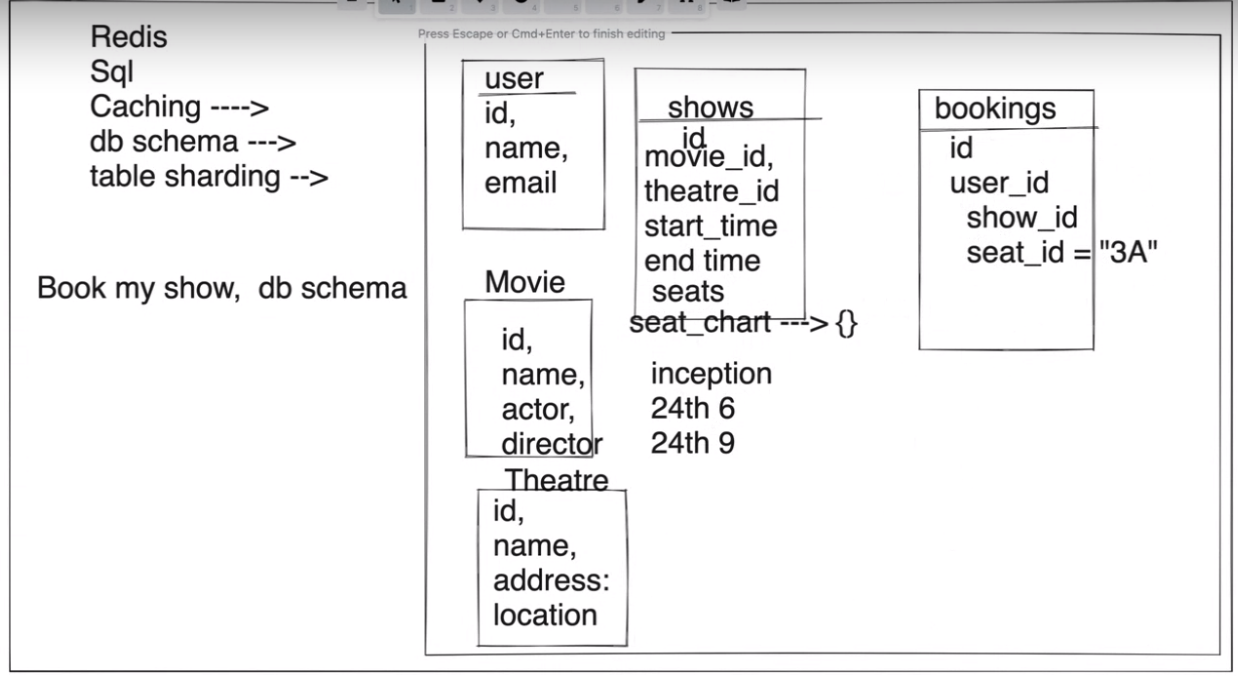 Press Escape or Cmd+Enter to finish editing
Redis
Sql
Caching ---->
db schema --->
table sharding -->
Book my show,  db schema
user
id,
name,
email
Movie
id,
name,
actor,
director
Theatre
id,
name,
address:
location
shows
id
movie_id,
theatre_id
start_time
end time
seats
seat_chart ---> {}
inception
24th 6
24th 9
bookings
id
user_id
show_id
seat_id = "3A"